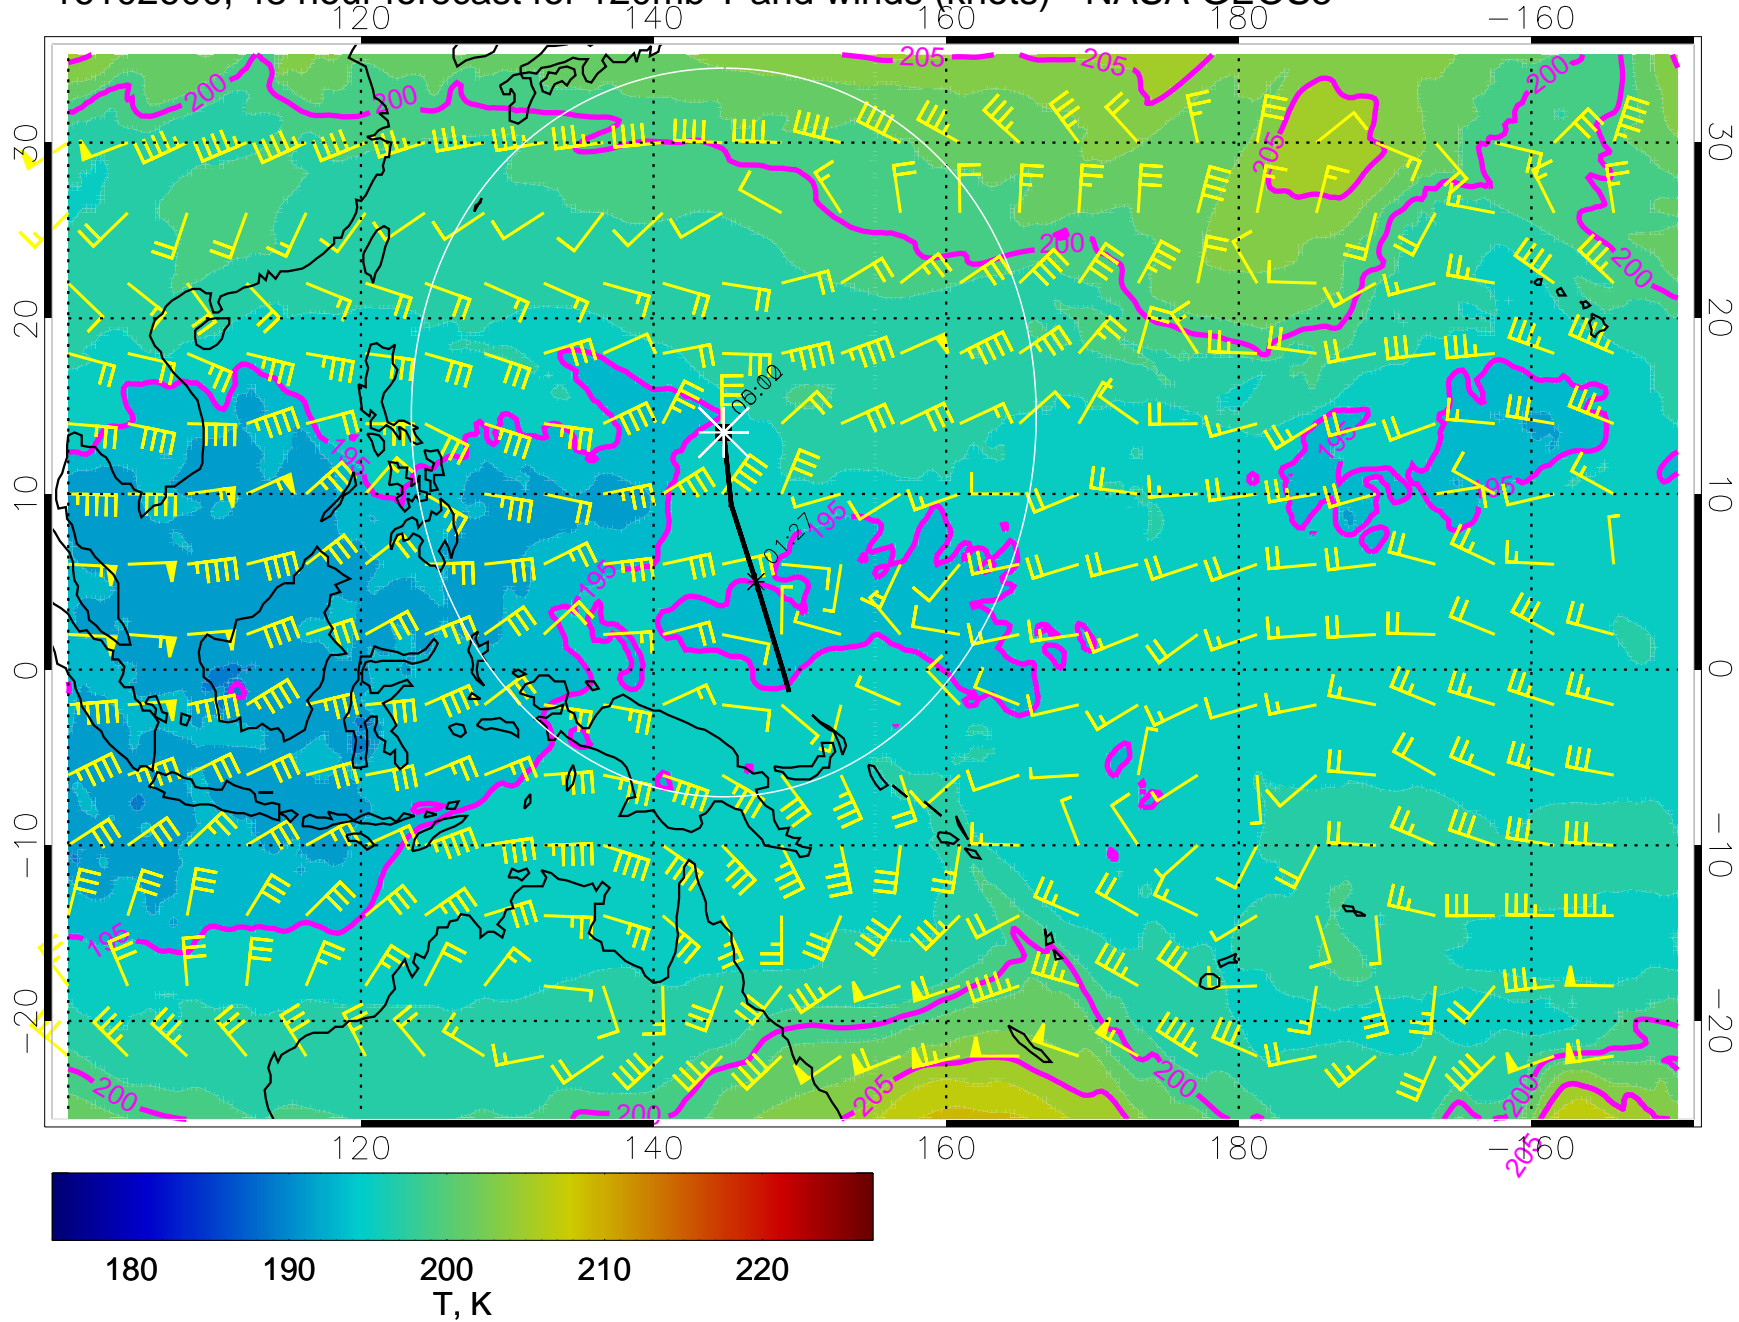 48 hour forecast for 120mb T and winds (knots) NASA GEOS5
120 140 160 180 −160
205 205 200
200 200
30 205 30
200 200
20 20
06:00
195 195 195
10 10
01:27 195
195
0 0
−10 −10
195
−20 −20
200 200 205 200 200
120 140 160 180 −160
205
180 190 200 210 220
T, K